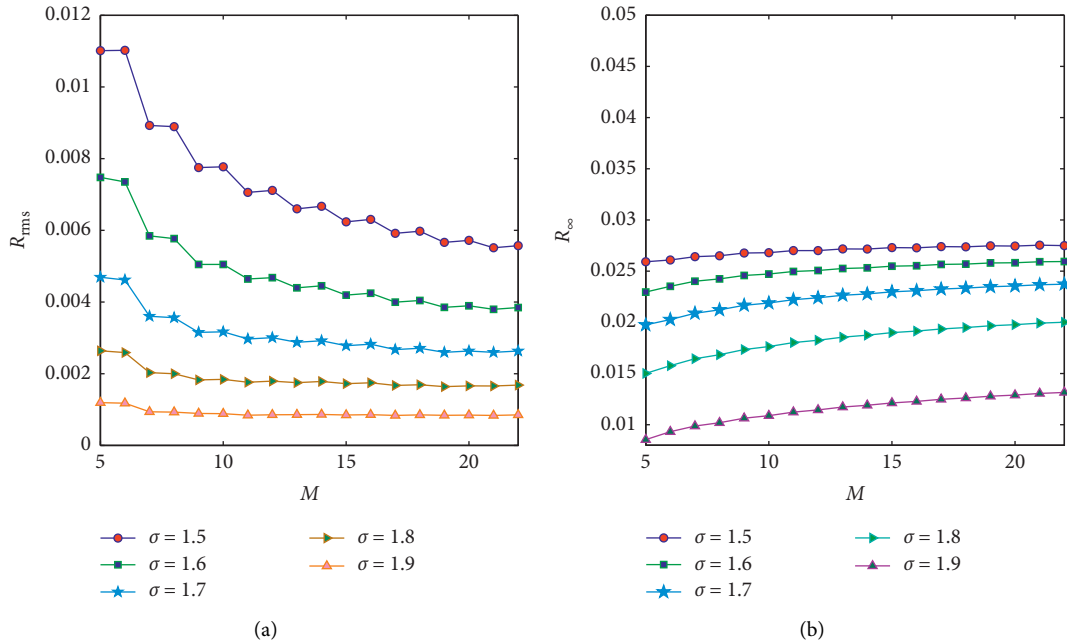 0.012
0.01
0.008
0.006
0.004
0.002
0
R_rms
5
10
15
20
M
σ = 1.5
σ = 1.6
σ = 1.7
σ = 1.8
σ = 1.9
(a)
0.05
0.045
0.04
0.035
0.03
0.025
0.02
0.015
0.01
R_∞
5
10
15
20
M
σ = 1.5
σ = 1.6
σ = 1.7
σ = 1.8
σ = 1.9
(b)